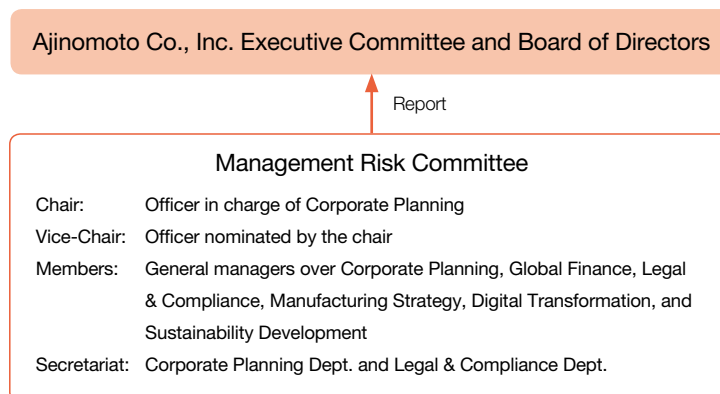 Ajinomoto Co., Inc. Executive Committee and Board of Directors
Report
Management Risk Committee
Chair: Officer in charge of Corporate Planning
Vice-Chair: Officer nominated by the chair
Members: General managers over Corporate Planning, Global Finance, Legal
& Compliance, Manufacturing Strategy, Digital Transformation, and
Sustainability Development
Secretariat: Corporate Planning Dept. and Legal & Compliance Dept.